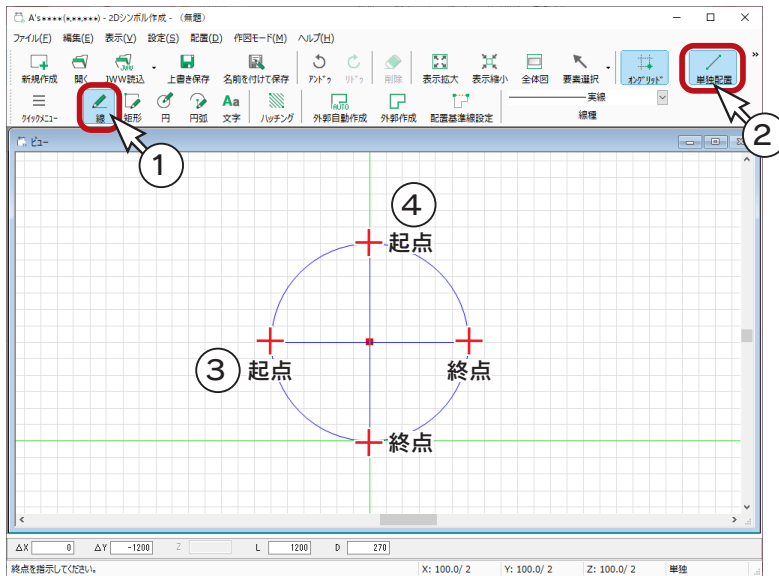 A's****(*,**,***) - 2Dシンボル作成 - （無題）
ファイル(F) 編集(E) 表示(V) 設定(S) 配置(D) 作図モード(M) ヘルプ(H)
新規作成 開く JWW読込 上書き保存 名前を付けて保存 アンドゥ リドゥ 削除 表示拡大 表示縮小 全体図 要素選択 オングリッド 単独配置 »
クイックメニュー 線 矩形 円 円弧 文字 ハッチング 外郭自動作成 外郭作成 配置基準線設定 実線 線種
① ②
ビュー
④
起点
③ 起点 終点
終点
ΔX 0 ΔY -1200 Z L 1200 D 270
終点を指示してください。 X: 100.0/ 2 Y: 100.0/ 2 Z: 100.0/ 2 単独